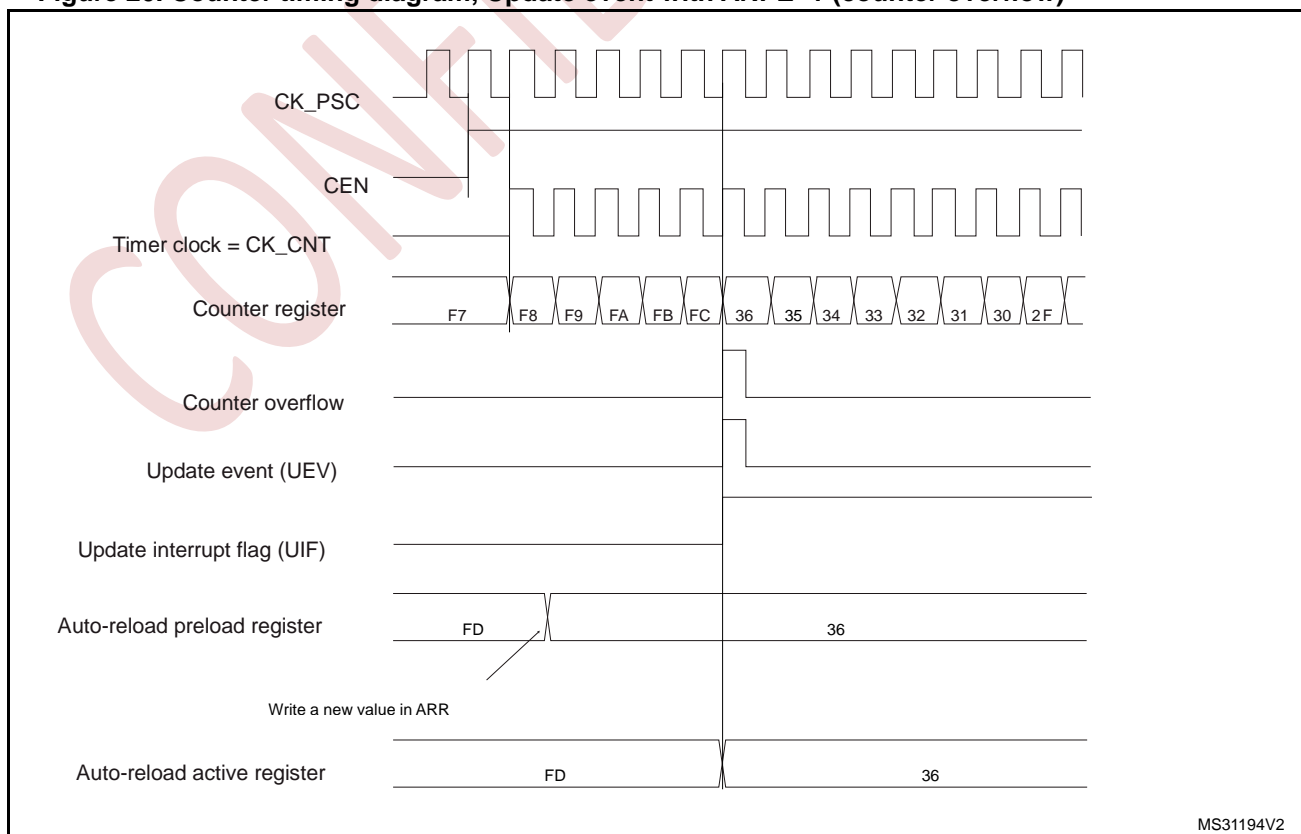 CK_PSC
CEN
Timer clock = CK_CNT
Counter register
F7 F8 F9 FA FB FC 36 35 34 33 32 31 30 2F
Counter overflow
Update event (UEV)
Update interrupt flag (UIF)
Auto-reload preload register
FD 36
Write a new value in ARR
Auto-reload active register
FD 36
MS31194V2